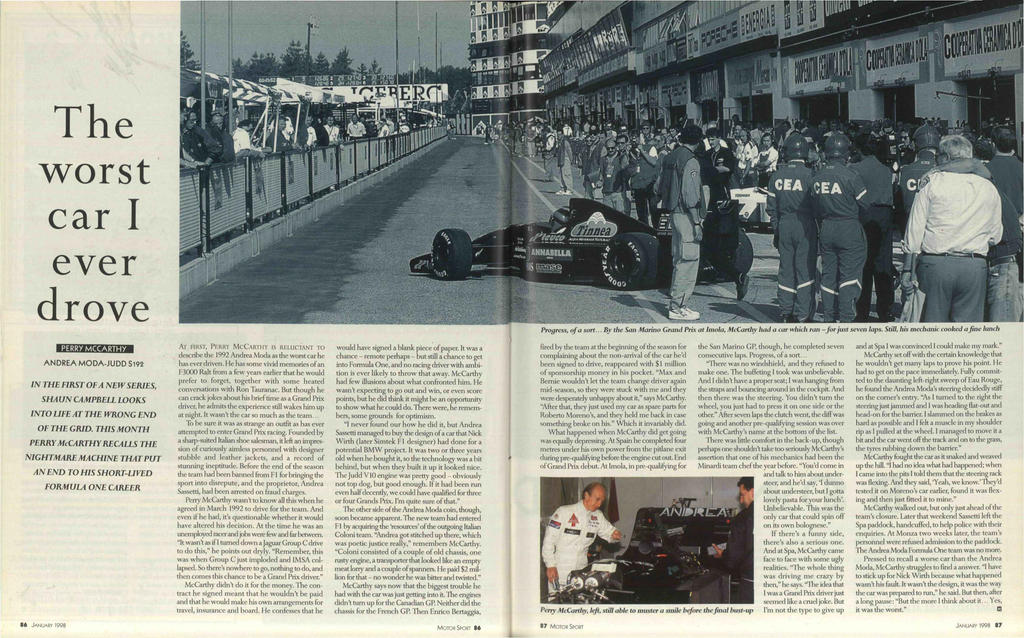 The
worst
car I
ever
drove
PERRY MCCARTHY
ANDREA MODA-JUDD S192
IN THE FIRST OF A NEW SERIES,
SHAUN CAMPBELL LOOKS
INTO LIFE AT THE WRONG END
OF THE GRID. THIS MONTH
PERRY McCARTHY RECALLS THE
NIGHTMARE MACHINE THAT PUT
AN END TO HIS SHORT-LIVED
FORMULA ONE CAREER
ICEBERG
PORSCHE
ENERGIA
COOPERATIVA CERAMICA D'IMOLA
COOPERATIVA CERAMICA D'IMOLA
CEA
CEA
Tinnea
ANNABELLA
GOODYEAR
Progress, of a sort... By the San Marino Grand Prix at Imola, McCarthy had a car which ran – for just seven laps. Still, his mechanic cooked a fine lunch
AT FIRST, PERRY MCCARTHY IS RELUCTANT TO
describe the 1992 Andrea Moda as the worst car he
has ever driven. He has some vivid memories of an
F3000 Ralt from a few years earlier that he would
prefer to forget, together with some heated
conversations with Ron Tauranac. But though he
can crack jokes about his brief time as a Grand Prix
driver, he admits the experience still wakes him up
at night. It wasn't the car so much as the team...
To be sure it was as strange an outfit as has ever
attempted to enter Grand Prix racing. Founded by
a sharp-suited Italian shoe salesman, it left an impres-
sion of curiously aimless personnel with designer
stubble and leather jackets, and a record of
stunning ineptitude. Before the end of the season
the team had been banned from F1 for bringing the
sport into disrepute, and the proprietor, Andrea
Sassetti, had been arrested on fraud charges.
Perry McCarthy wasn't to know all this when he
agreed in March 1992 to drive for the team. And
even if he had, it's questionable whether it would
have altered his decision. At the time he was an
unemployed racer and jobs were few and far between.
"It wasn't as if I turned down a Jaguar Group C drive
to do this," he points out dryly. "Remember, this
was when Group C just imploded and IMSA col-
lapsed. So there's nowhere to go, nothing to do, and
then comes this chance to be a Grand Prix driver."
McCarthy didn't do it for the money. The con-
tract he signed meant that he wouldn't be paid
and that he would make his own arrangements for
travel, insurance and board. He confesses that he
would have signed a blank piece of paper. It was a
chance – remote perhaps – but still a chance to get
into Formula One, and no racing driver with ambi-
tion is ever likely to throw that away. McCarthy
had few illusions about what confronted him. He
wasn't expecting to go out and win, or even score
points, but he did think it might be an opportunity
to show what he could do. There were, he remem-
bers, some grounds for optimism.
"I never found our how he did it, but Andrea
Sassetti managed to buy the design of a car that Nick
Wirth (later Simtek F1 designer) had done for a
potential BMW project. It was two or three years
old when he bought it, so the technology was a bit
behind, but when they built it up it looked nice.
The Judd V10 engine was pretty good – obviously
not top dog, but good enough. If it had been run
even half decently, we could have qualified for three
or four Grands Prix, I'm quite sure of that."
The other side of the Andrea Moda coin, though,
soon became apparent. The new team had entered
F1 by acquiring the 'resources' of the outgoing Italian
Coloni team. "Andrea got stitched up there, which
was poetic justice really," remembers McCarthy.
"Coloni consisted of a couple of old chassis, one
rusty engine, a transporter that looked like an empty
meat lorry and a couple of spanners. He paid $2 mil-
lion for that – no wonder he was bitter and twisted."
McCarthy says now that the biggest trouble he
had with the car was just getting into it. The engines
didn't turn up for the Canadian GP. Neither did the
chassis for the French GP. Then Enrico Bertaggia,
fired by the team at the beginning of the season for
complaining about the non-arrival of the car he'd
been signed to drive, reappeared with $1 million
of sponsorship money in his pocket. "Max and
Bernie wouldn't let the team change driver again
mid-season, so they were stuck with me and they
were desperately unhappy about it," says McCarthy.
"After that, they just used my car as spare parts for
Roberto Moreno's, and they held me back in case
something broke on his." Which it invariably did.
What happened when McCarthy did get going
was equally depressing. At Spain he completed four
metres under his own power from the pitlane exit
during pre-qualifying before the engine cut out. End
of Grand Prix debut. At Imola, in pre-qualifying for
the San Marino GP, though, he completed seven
consecutive laps. Progress, of a sort...
"There was no windshield, and they refused to
make one. The buffeting I took was unbelievable.
And I didn't have a proper seat; I was hanging from
the straps and bouncing around in the cockpit. And
then there was the steering. You didn't turn the
wheel, you just had to press it on one side or the
other." After seven laps the clutch went, the diff was
going and another pre-qualifying session was over
with McCarthy's name at the bottom of the list.
There was little comfort in the back-up, though
perhaps one shouldn't take too seriously McCarthy's
assertion that one of his mechanics had been the
Minardi team chef the year before. "You'd come in
and talk to him about under-
steer, and he'd say, 'I dunno
about understeer, but I gotta
lovely pasta for your lunch'.
Unbelievable. This was the
only car that could spin off
on its own bolognese."
If there's a funny side,
there's also a serious one.
And at Spa, McCarthy came
face to face with some ugly
realities. "The whole thing
was driving me crazy by
then," he says. "The idea that
I was a Grand Prix driver just
seemed like a cruel joke. But
I'm not the type to give up
and at Spa I was convinced I could make my mark."
McCarthy set off with the certain knowledge that
he wouldn't get many laps to prove his point. He
had to get on the pace immediately. Fully commit-
ted to the daunting left-right sweep of Eau Rouge,
he found the Andrea Moda's steering decidedly stiff
on the corner's entry. "As I turned to the right the
steering just jammed and I was heading flat-out and
head-on for the barrier. I slammed on the brakes as
hard as possible and I felt a muscle in my shoulder
rip as I pulled at the wheel. I managed to move it a
bit and the car went off the track and on to the grass,
the tyres rubbing down the barrier."
McCarthy fought the car as it snaked and weaved
up the hill. "I had no idea what had happened; when
I came into the pits I told them that the steering rack
was flexing. And they said, 'Yeah, we know.' They'd
tested it on Moreno's car earlier, found it was flex-
ing and then just fitted it to mine."
McCarthy walked out, but only just ahead of the
team's closure. Later that weekend Sassetti left the
Spa paddock, handcuffed, to help police with their
enquiries. At Monza two weeks later, the team's
personnel were refused admission to the paddock.
The Andrea Moda Formula One team was no more.
Pressed to recall a worse car than the Andrea
Moda, McCarthy struggles to find a answer. "I have
to stick up for Nick Wirth because what happened
wasn't his fault. It wasn't the design, it was the way
the car was prepared to run," he said. But then, after
a long pause: "But the more I think about it... Yes,
it was the worst."
ANDREA
Perry McCarthy, left, still able to muster a smile before the final bust-up
86 JANUARY 1998
MOTOR SPORT 86
87 MOTOR SPORT
JANUARY 1998 87